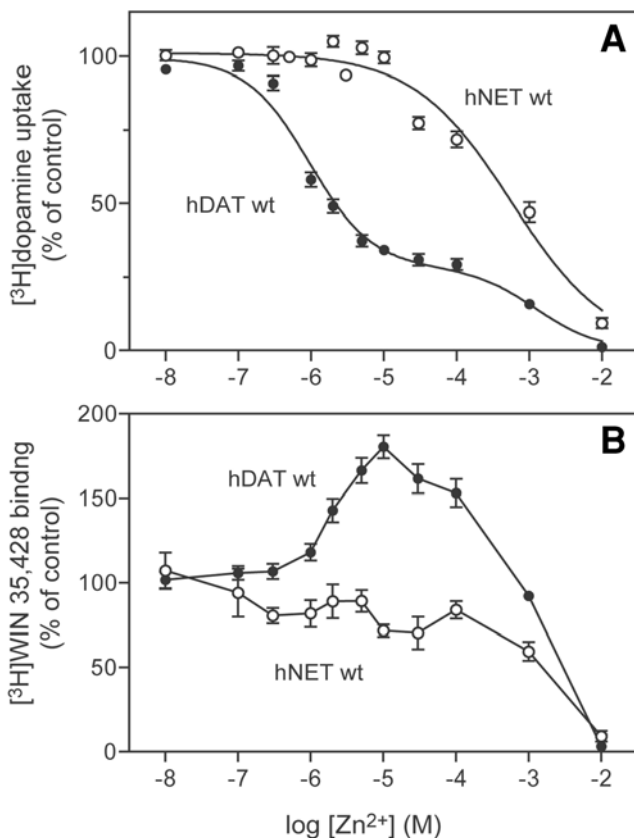 A
[³H]dopamine uptake
(% of control)
100
50
0
hNET wt
hDAT wt
-8 -7 -6 -5 -4 -3 -2
B
[³H]WIN 35,428 bindng
(% of control)
200
150
100
50
0
hDAT wt
hNET wt
-8 -7 -6 -5 -4 -3 -2
log [Zn²⁺] (M)